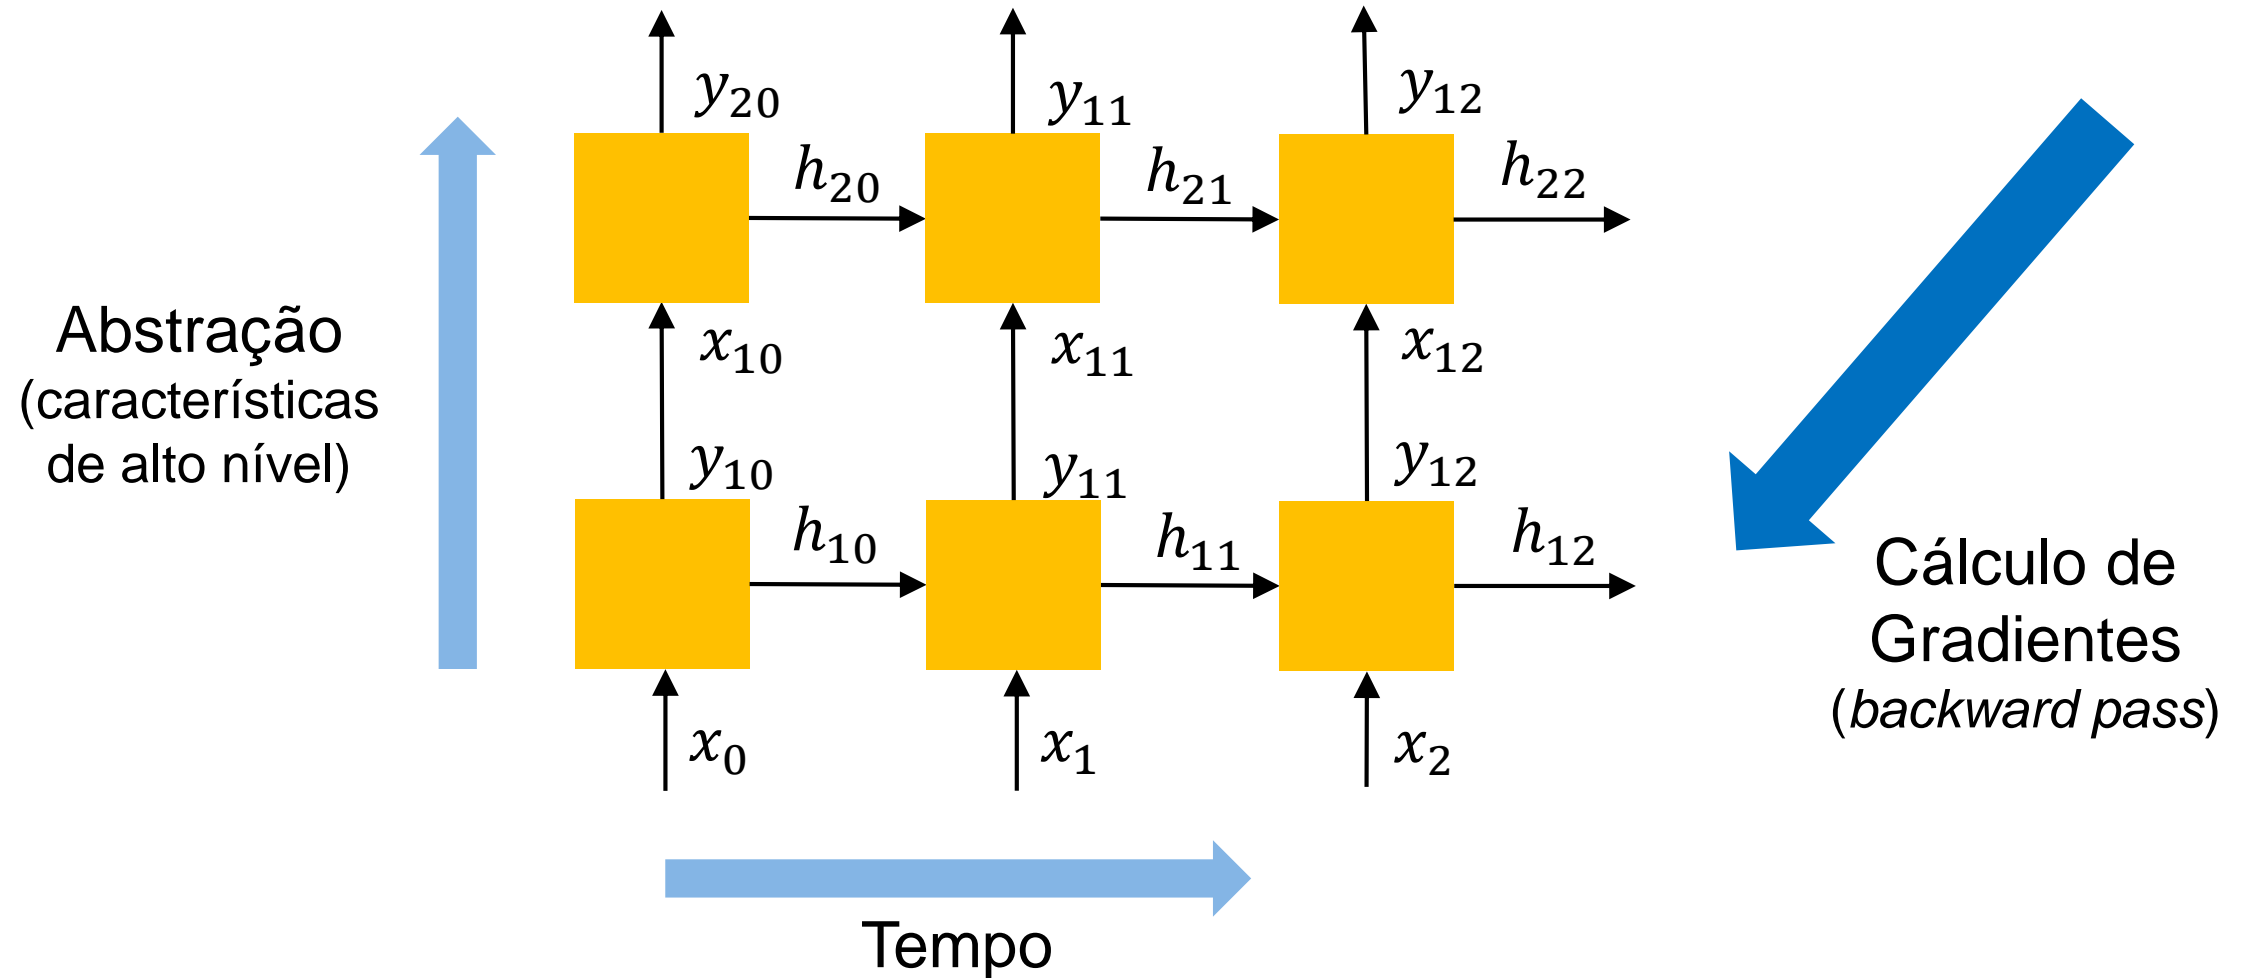 y₂₀
y₁₁
y₁₂
h₂₀
h₂₁
h₂₂
Abstração
(características
de alto nível)
x₁₀
x₁₁
x₁₂
y₁₀
y₁₁
y₁₂
h₁₀
h₁₁
h₁₂
Cálculo de
Gradientes
(backward pass)
x₀
x₁
x₂
Tempo